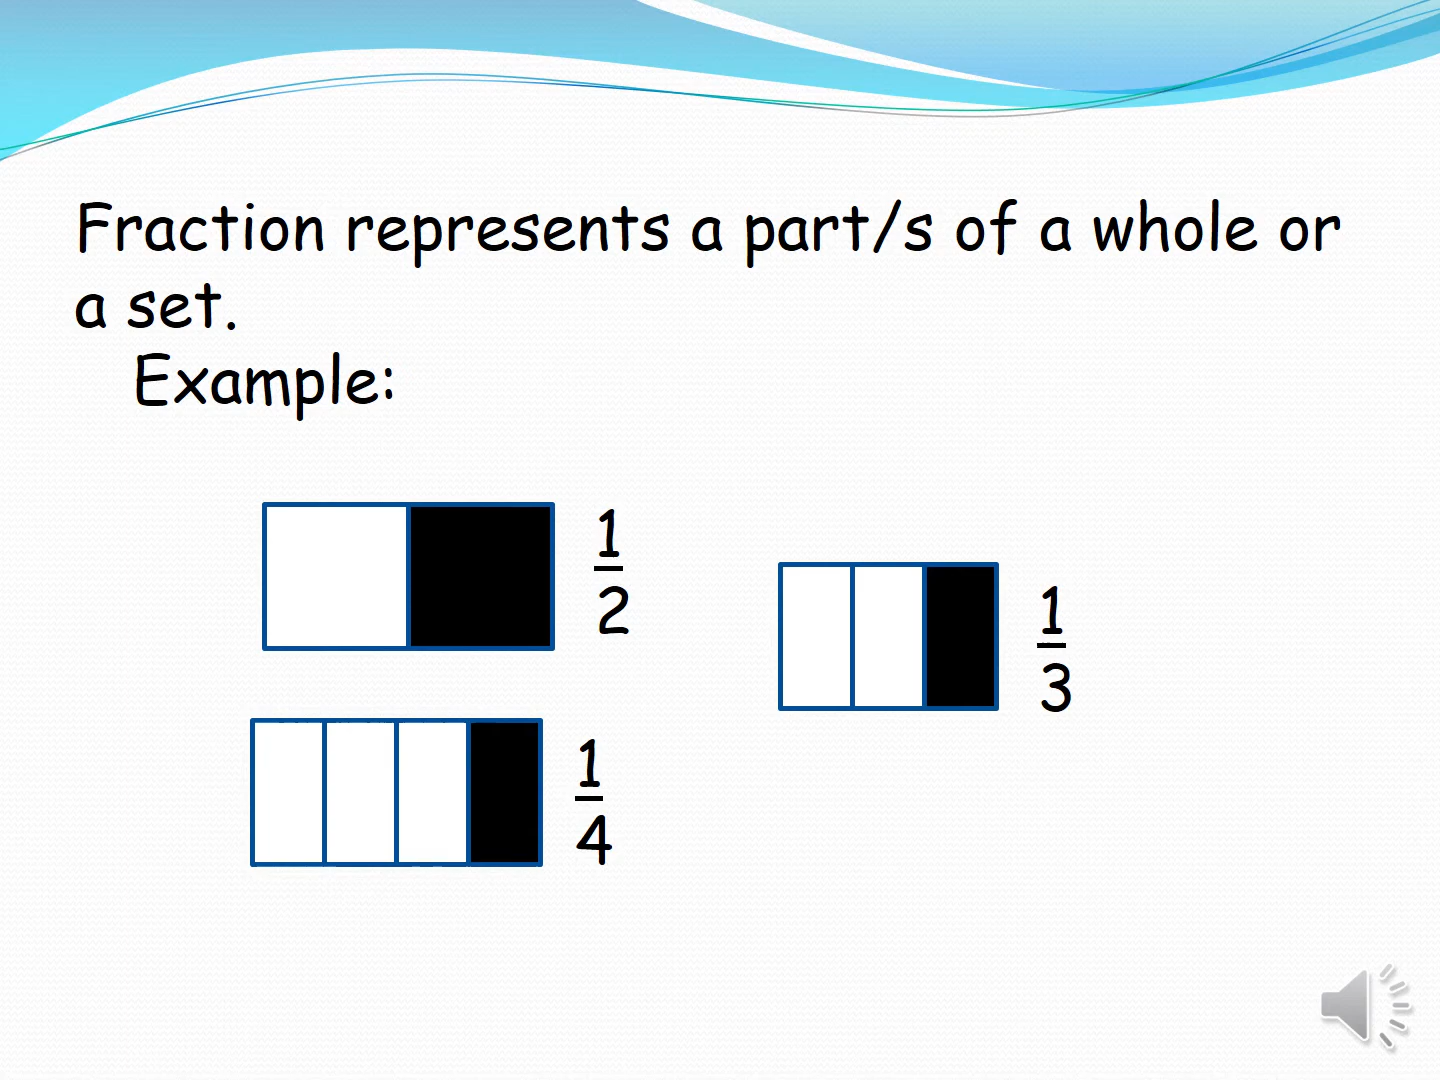 Fraction represents a part/s of a whole or
a set.
Example:
1
2
1
3
1
4